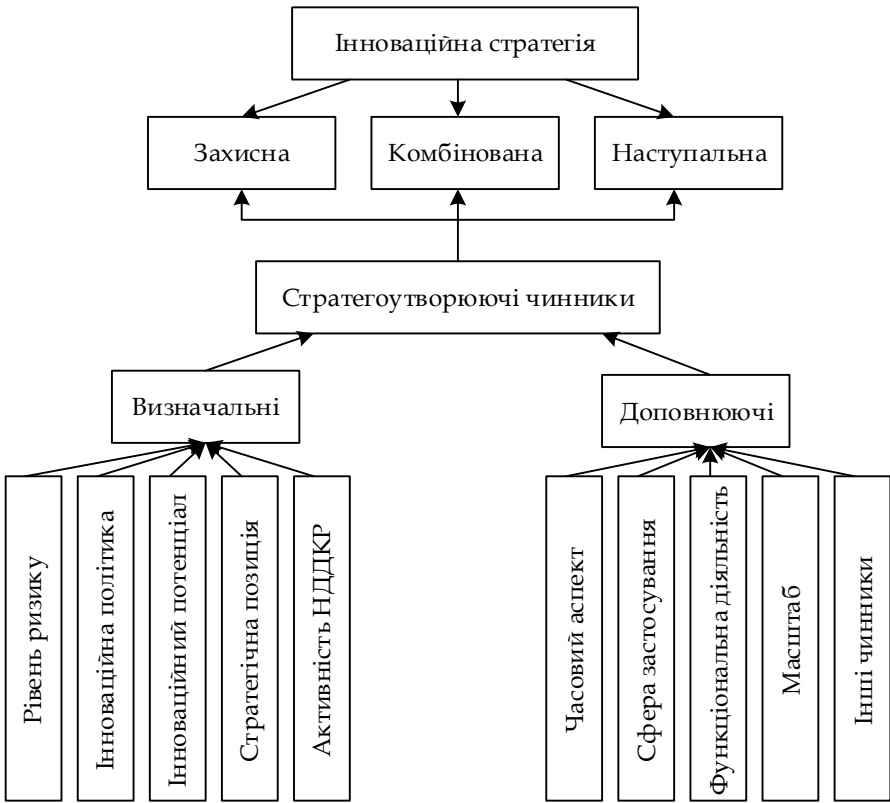 Інноваційна стратегія
Захисна
Комбінована
Наступальна
Стратегоутворюючі чинники
Визначальні
Доповнюючі
Рівень ризику
Інноваційна політика
Інноваційний потенціал
Стратегічна позиція
Активність НДДКР
Часовий аспект
Сфера застосування
Функціональна діяльність
Масштаб
Інші чинники